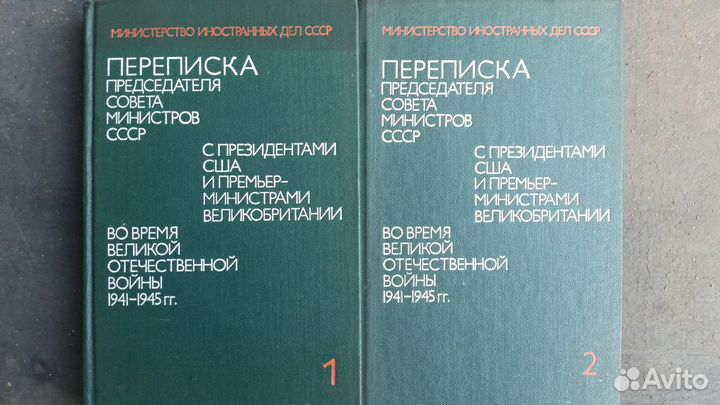 МИНИСТЕРСТВО ИНОСТРАННЫХ ДЕЛ СССР
ПЕРЕПИСКА
ПРЕДСЕДАТЕЛЯ
СОВЕТА
МИНИСТРОВ
СССР
С ПРЕЗИДЕНТАМИ
США
И ПРЕМЬЕР-
МИНИСТРАМИ
ВЕЛИКОБРИТАНИИ
ВО ВРЕМЯ
ВЕЛИКОЙ
ОТЕЧЕСТВЕННОЙ
ВОЙНЫ
1941-1945 гг.
1
МИНИСТЕРСТВО ИНОСТРАННЫХ ДЕЛ СССР
ПЕРЕПИСКА
ПРЕДСЕДАТЕЛЯ
СОВЕТА
МИНИСТРОВ
СССР
С ПРЕЗИДЕНТАМИ
США
И ПРЕМЬЕР-
МИНИСТРАМИ
ВЕЛИКОБРИТАНИИ
ВО ВРЕМЯ
ВЕЛИКОЙ
ОТЕЧЕСТВЕННОЙ
ВОЙНЫ
1941-1945 гг.
2
Avito